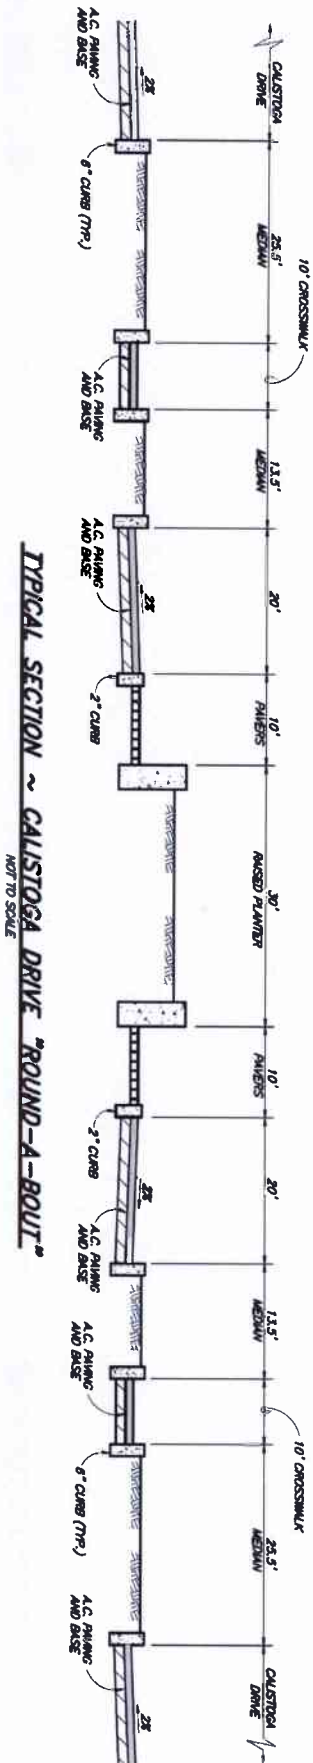 CALISTOGA
DRIVE
25.5'
MEDIAN
10' CROSSWALK
13.5'
MEDIAN
20'
10'
PAVERS
30'
RAISED PLANTER
10'
PAVERS
20'
13.5'
MEDIAN
10' CROSSWALK
25.5'
MEDIAN
CALISTOGA
DRIVE
2%
2%
2%
2%
A.C. PAVING
AND BASE
6" CURB (TYP.)
A.C. PAVING
AND BASE
A.C. PAVING
AND BASE
2" CURB
2" CURB
A.C. PAVING
AND BASE
A.C. PAVING
AND BASE
6" CURB (TYP.)
A.C. PAVING
AND BASE
TYPICAL SECTION ~ CALISTOGA DRIVE "ROUND-A-BOUT"
NOT TO SCALE